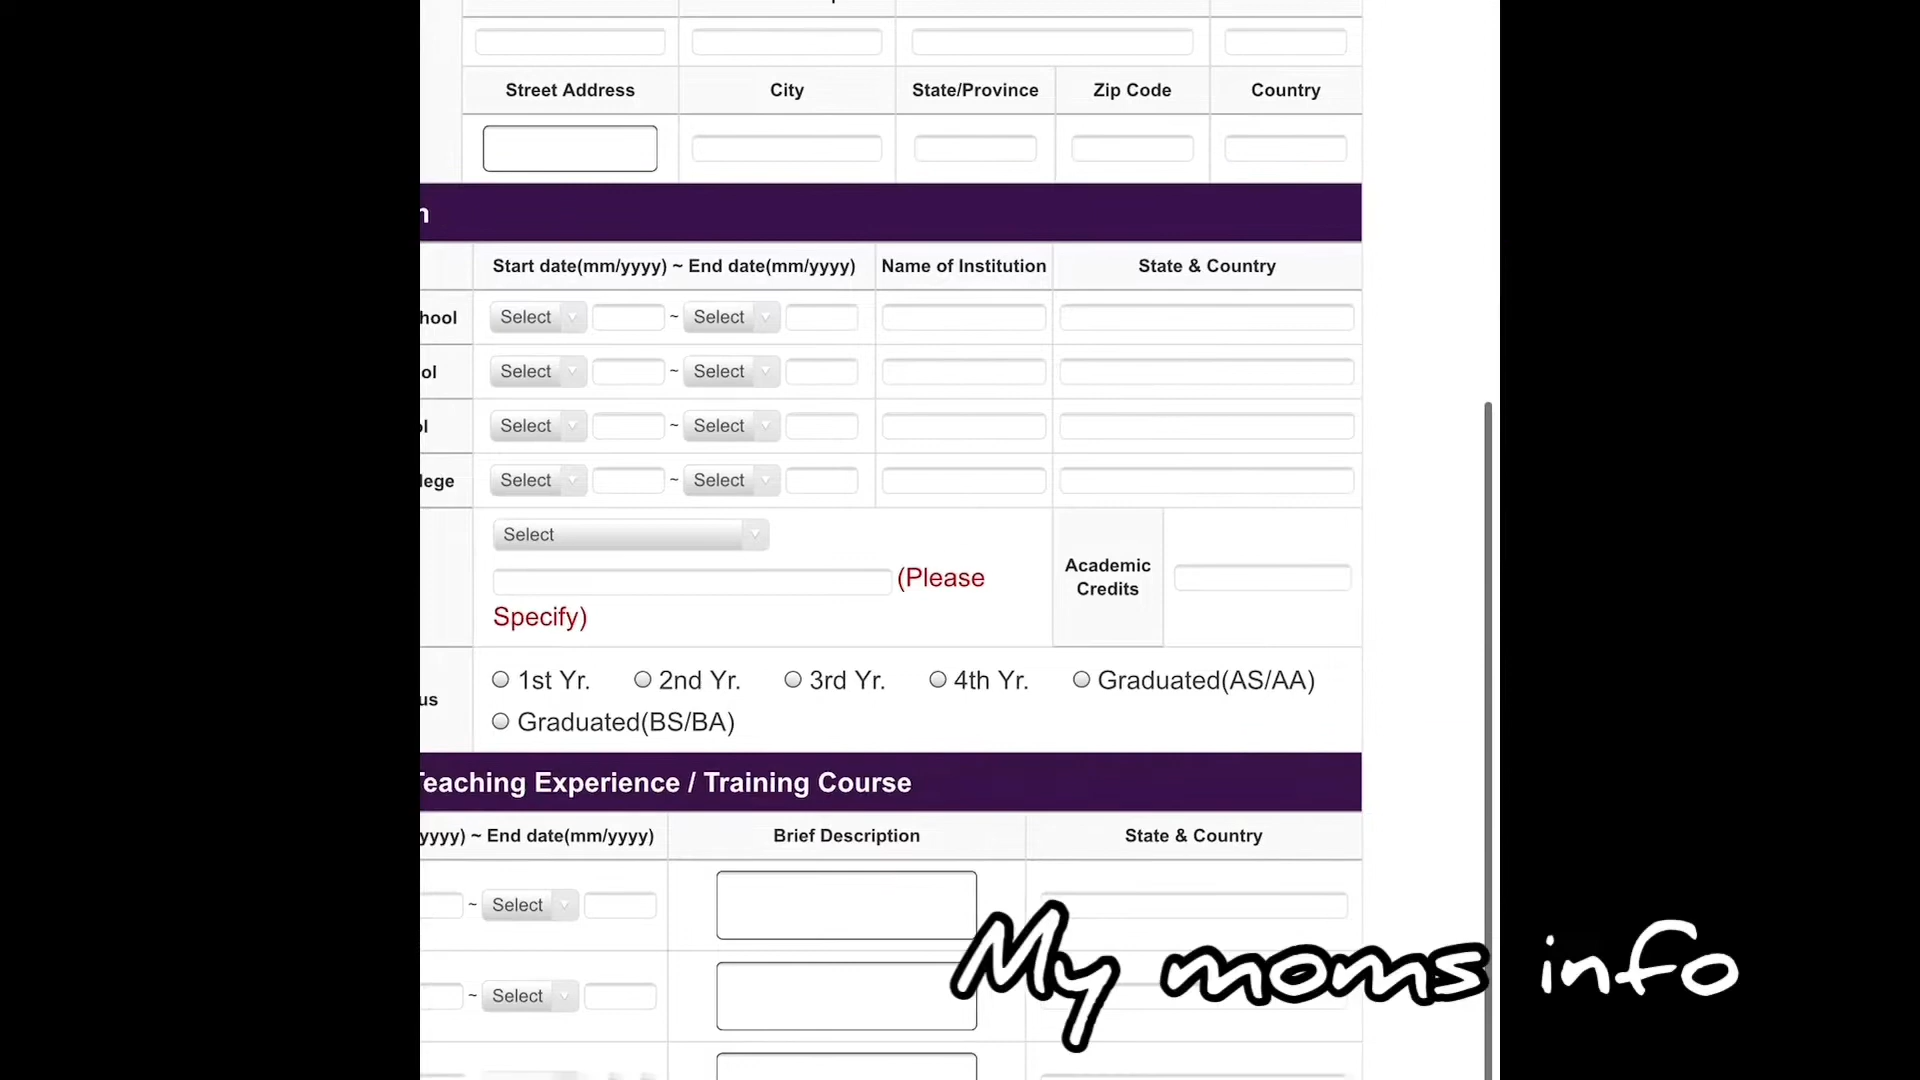 Street Address City State/Province Zip Code Country
n
Start date(mm/yyyy) ~ End date(mm/yyyy) Name of Institution State & Country
hool Select ~ Select
ol Select ~ Select
ol Select ~ Select
lege Select ~ Select
Select
(Please
Specify)
Academic
Credits
us
1st Yr. 2nd Yr. 3rd Yr. 4th Yr. Graduated(AS/AA)
Graduated(BS/BA)
Teaching Experience / Training Course
yyyy) ~ End date(mm/yyyy) Brief Description State & Country
~ Select
~ Select
My moms info